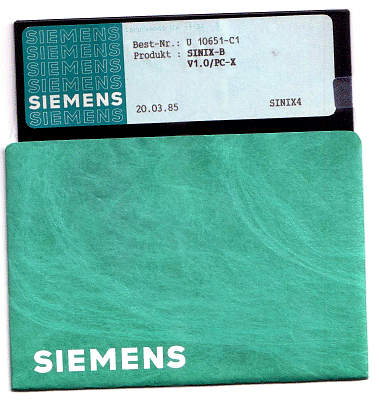 SIEMENS
SIEMENS
SIEMENS
SIEMENS
SIEMENS
SIEMENS
Best-Nr.: U 10651-C1
Produkt : SINIX-B
V1.0/PC-X
20.03.85 SINIX4
SIEMENS